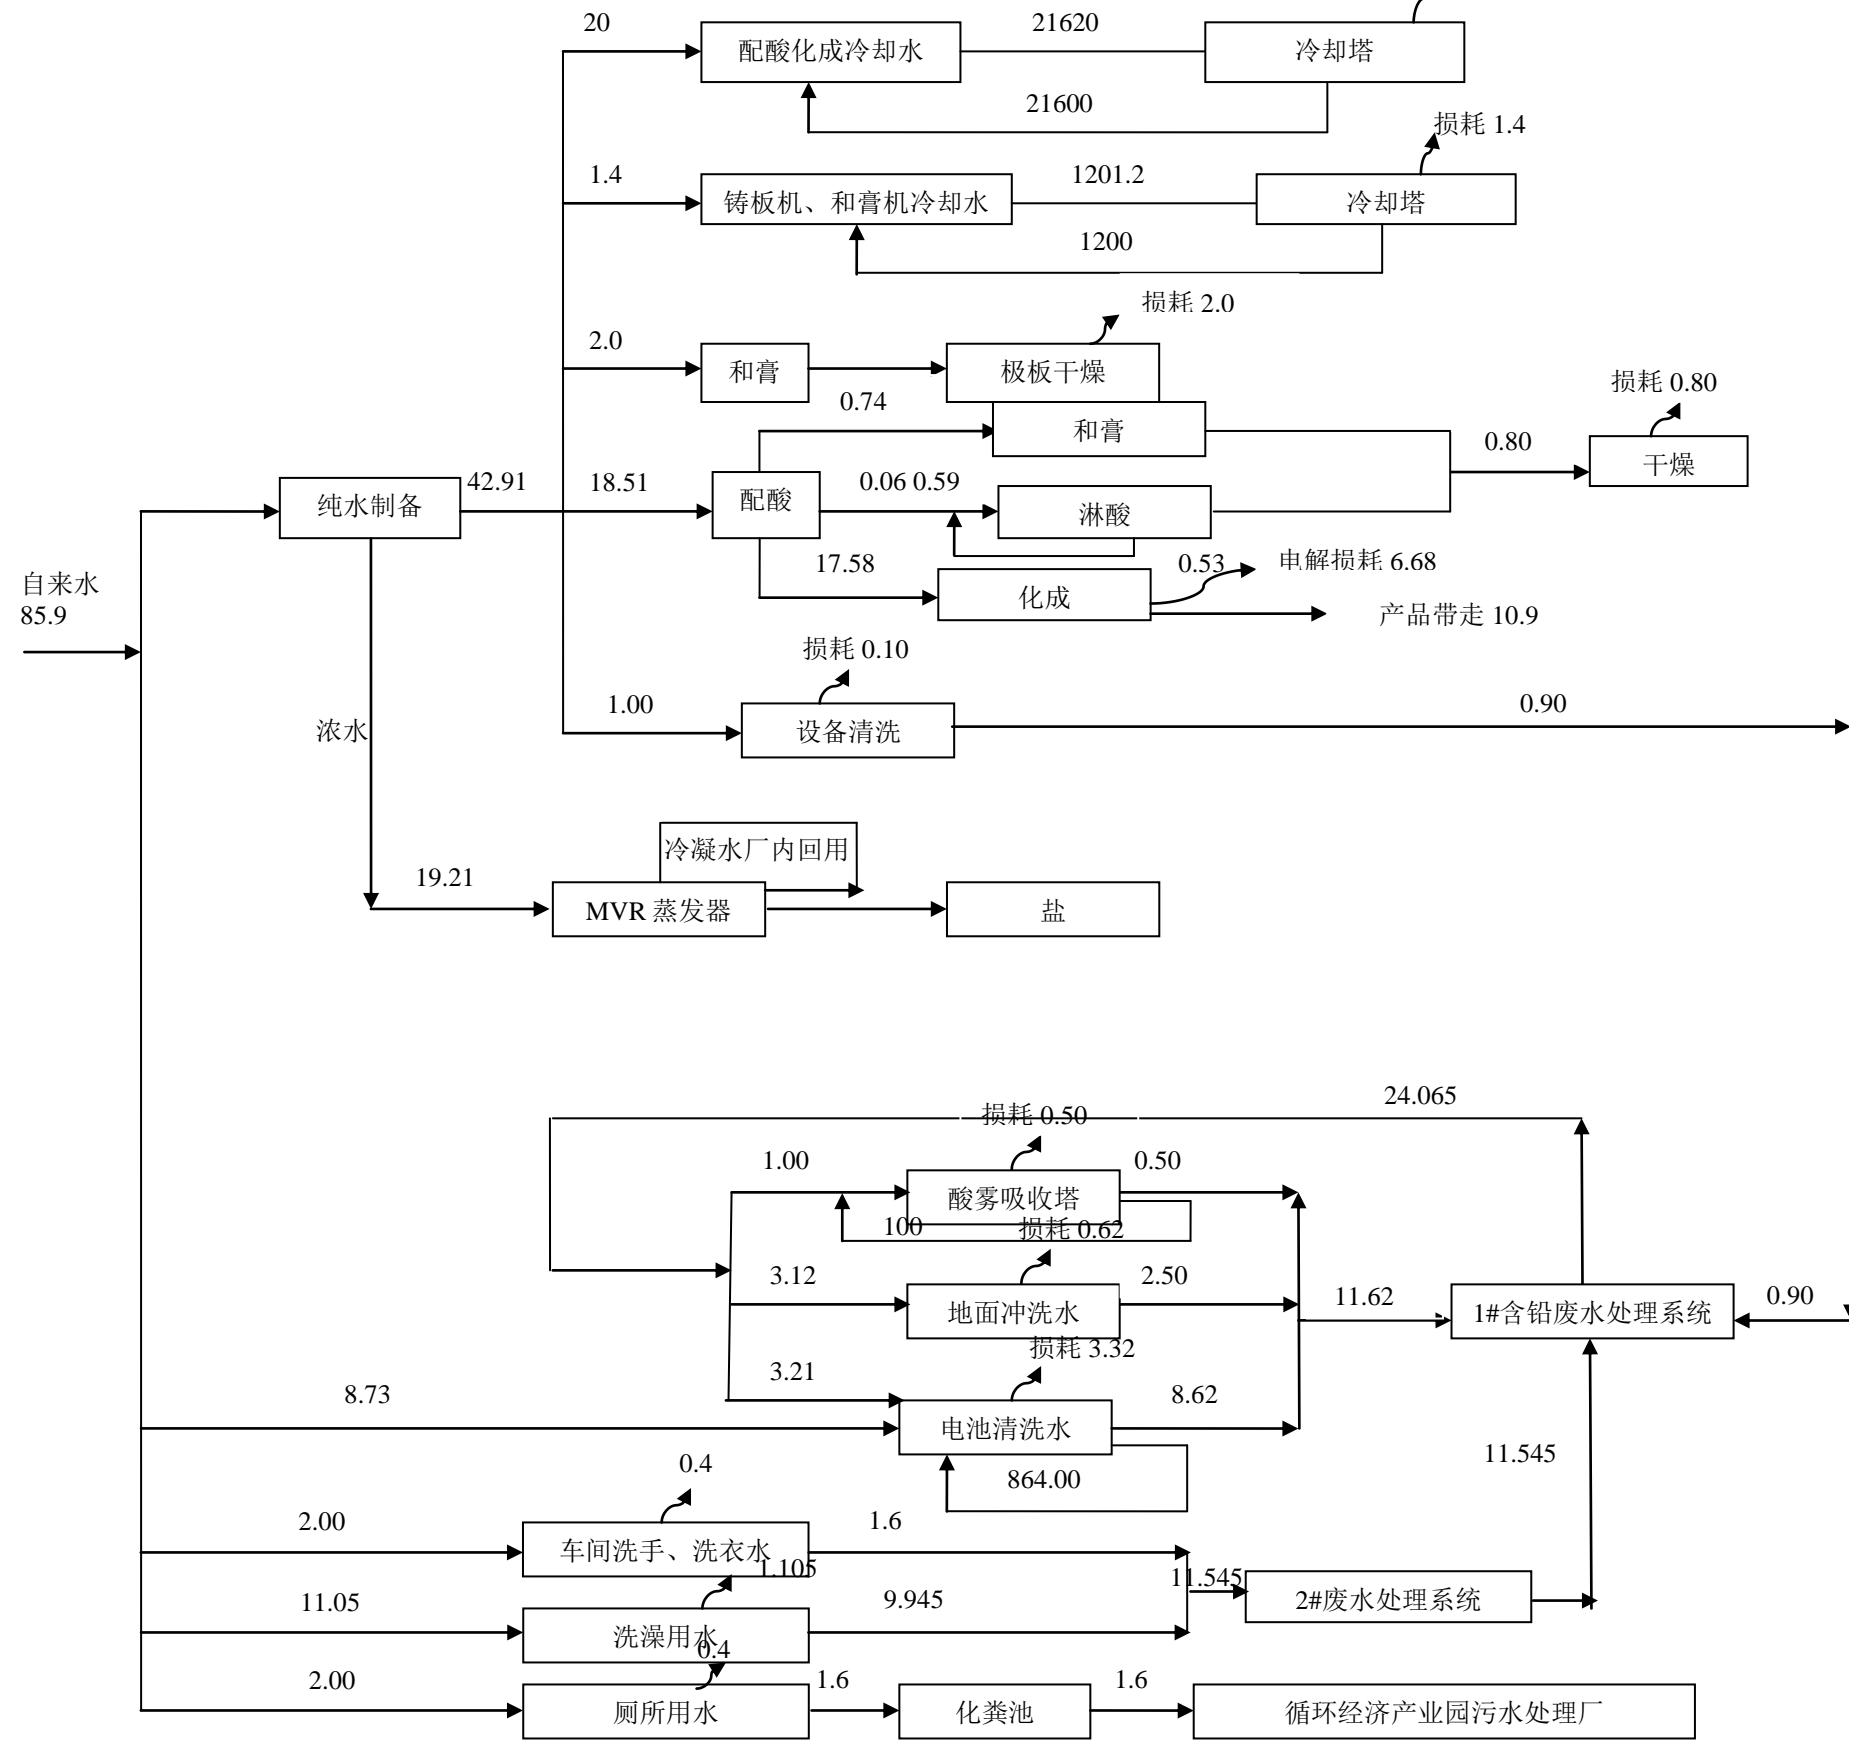 20
21620
配酸化成冷却水
冷却塔
21600
损耗 1.4
1.4
1201.2
铸板机、和膏机冷却水
冷却塔
1200
损耗 2.0
2.0
和膏
极板干燥
损耗 0.80
0.74
和膏
0.80
干燥
42.91
18.51
纯水制备
配酸
0.06 0.59
淋酸
17.58
0.53
电解损耗 6.68
化成
产品带走 10.9
自来水
85.9
损耗 0.10
1.00
0.90
设备清洗
浓水
冷凝水厂内回用
19.21
MVR 蒸发器
盐
24.065
损耗 0.50
1.00
0.50
酸雾吸收塔
100
损耗 0.62
3.12
2.50
地面冲洗水
11.62
1#含铅废水处理系统
0.90
损耗 3.32
3.21
8.73
8.62
电池清洗水
864.00
11.545
0.4
2.00
1.6
车间洗手、洗衣水
1.105
11.545
11.05
9.945
2#废水处理系统
洗澡用水
0.4
2.00
1.6
1.6
厕所用水
化粪池
循环经济产业园污水处理厂